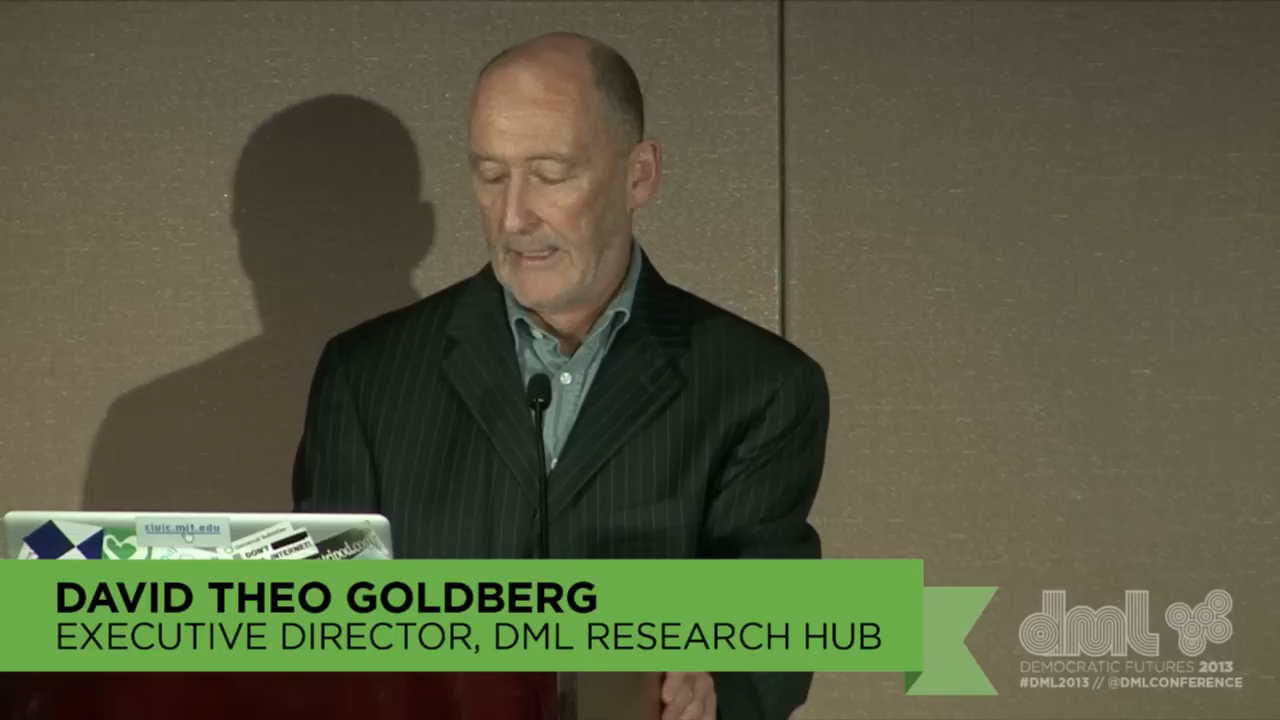 civic.mit.edu
DON'T
INTERNET!
DAVID THEO GOLDBERG
EXECUTIVE DIRECTOR, DML RESEARCH HUB
dml
DEMOCRATIC FUTURES 2013
#DML2013 // @DMLCONFERENCE